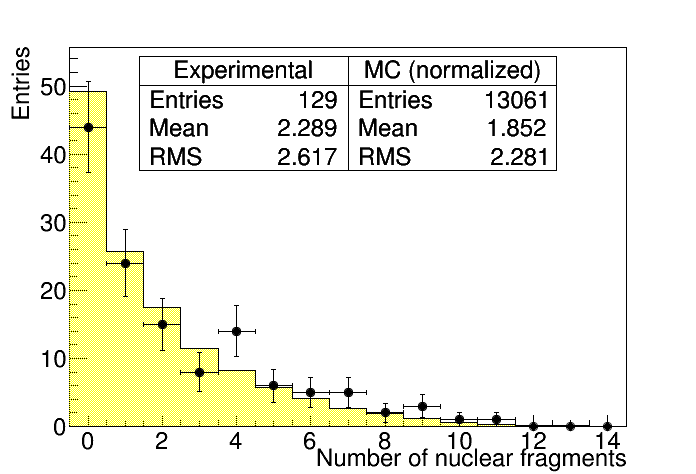 Entries
50
40
30
20
10
0
Experimental MC (normalized)
Entries 129 Entries 13061
Mean 2.289 Mean 1.852
RMS 2.617 RMS 2.281
0 2 4 6 8 10 12 14
Number of nuclear fragments